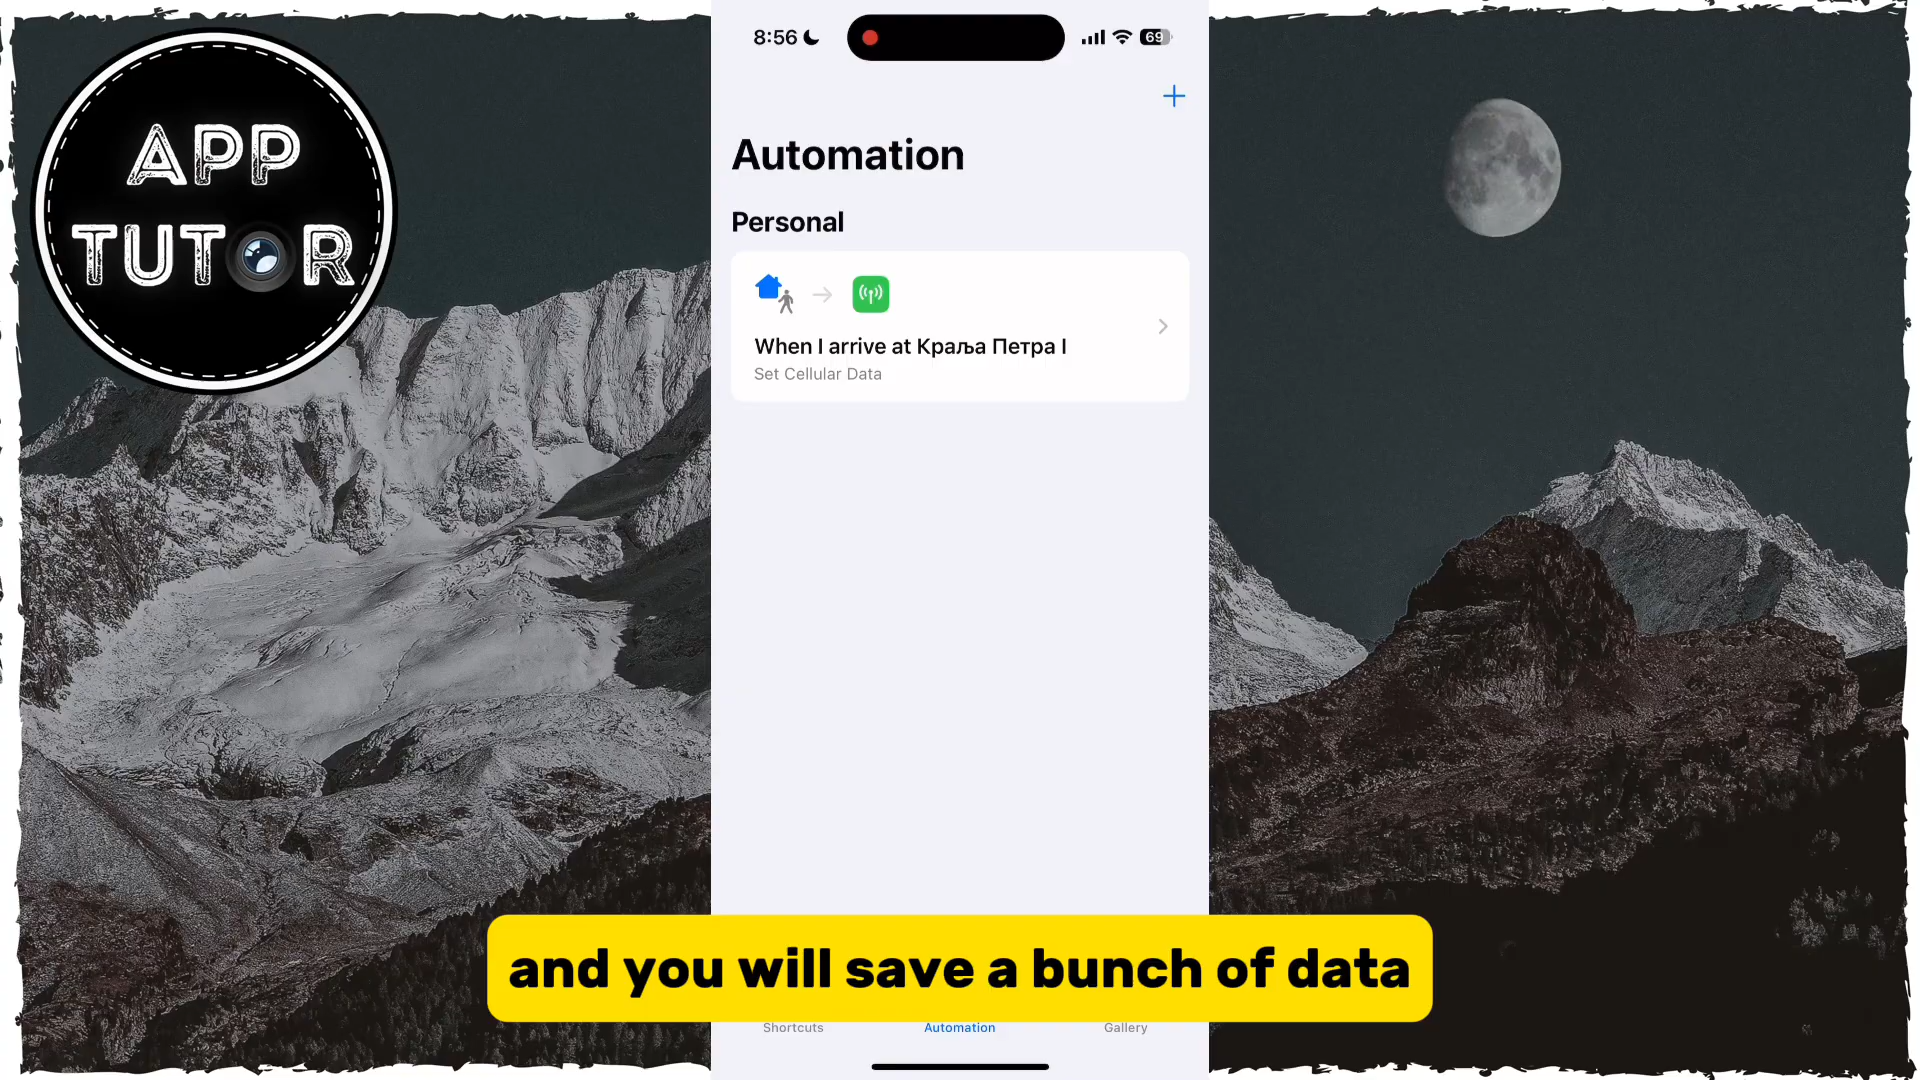 APP
TUTOR
8:56
69
Automation
Personal
When I arrive at Краља Петра I
Set Cellular Data
and you will save a bunch of data
Shortcuts
Automation
Gallery